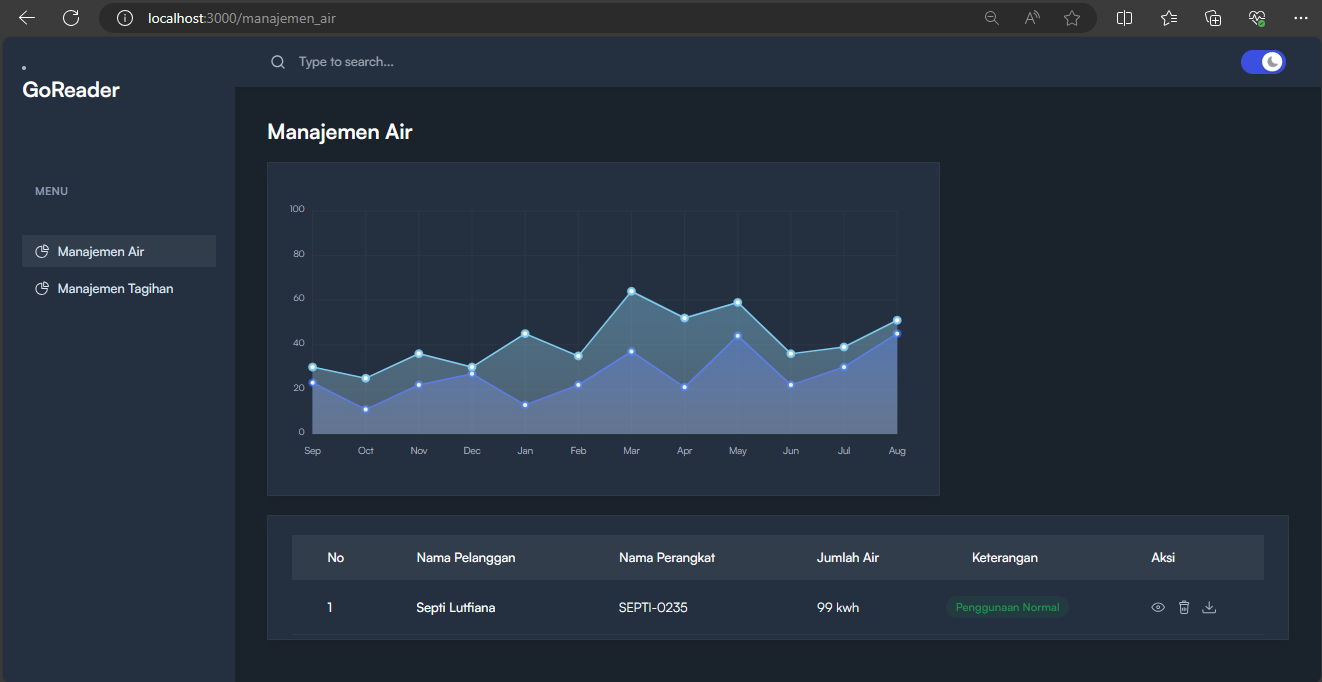 localhost:3000/manajemen_air
GoReader
Type to search...
MENU
Manajemen Air
Manajemen Tagihan
Manajemen Air
100
80
60
40
20
0
Sep Oct Nov Dec Jan Feb Mar Apr May Jun Jul Aug
No Nama Pelanggan Nama Perangkat Jumlah Air Keterangan Aksi
1 Septi Lutfiana SEPTI-0235 99 kwh Penggunaan Normal